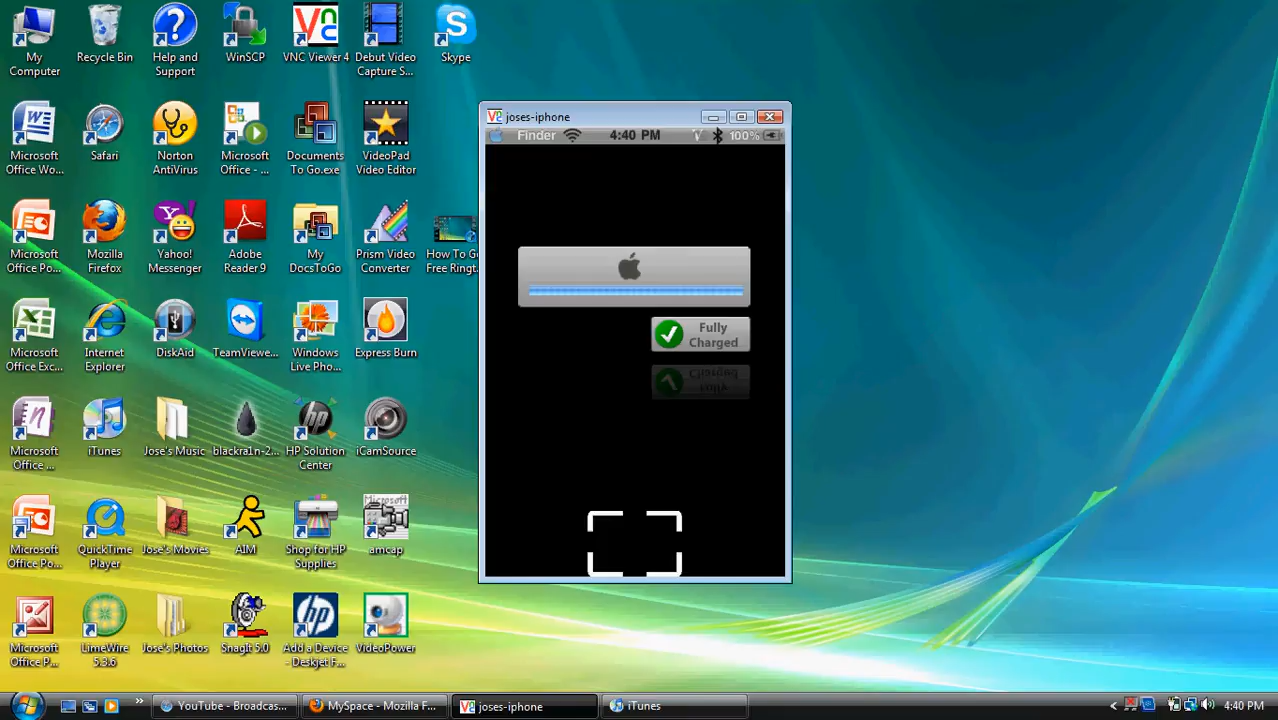 My
Computer
Recycle Bin
Help and
Support
WinSCP
VNC Viewer 4
Debut Video
Capture S...
Skype
Microsoft
Office Wo...
Safari
Norton
AntiVirus
Microsoft
Office - ...
Documents
To Go.exe
VideoPad
Video Editor
Microsoft
Office Po...
Mozilla
Firefox
Yahoo!
Messenger
Adobe
Reader 9
My
DocsToGo
Prism Video
Converter
How To G
Free Ringt
Microsoft
Office Exc...
Internet
Explorer
DiskAid
TeamViewe...
Windows
Live Pho...
Express Burn
Microsoft
Office ...
iTunes
Jose's Music
blackra1n-2...
HP Solution
Center
iCamSource
Microsoft
Office Po...
QuickTime
Player
Jose's Movies
AIM
Shop for HP
Supplies
Microsoft
amcap
Microsoft
Office P...
LimeWire
5.3.6
Jose's Photos
SnagIt 5.0
Add a Device
- Deskjet F...
VideoPower
joses-iphone
Finder
4:40 PM
100%
Fully
Charged
YouTube - Broadcas...
MySpace - Mozilla F...
joses-iphone
iTunes
4:40 PM